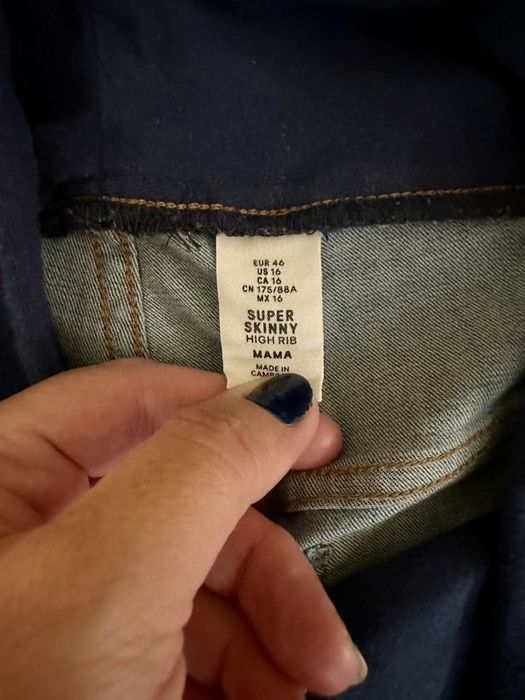 EUR 46
US 16
CA 16
CN 175/88A
MX 16
SUPER
SKINNY
HIGH RIB
MAMA
MADE IN